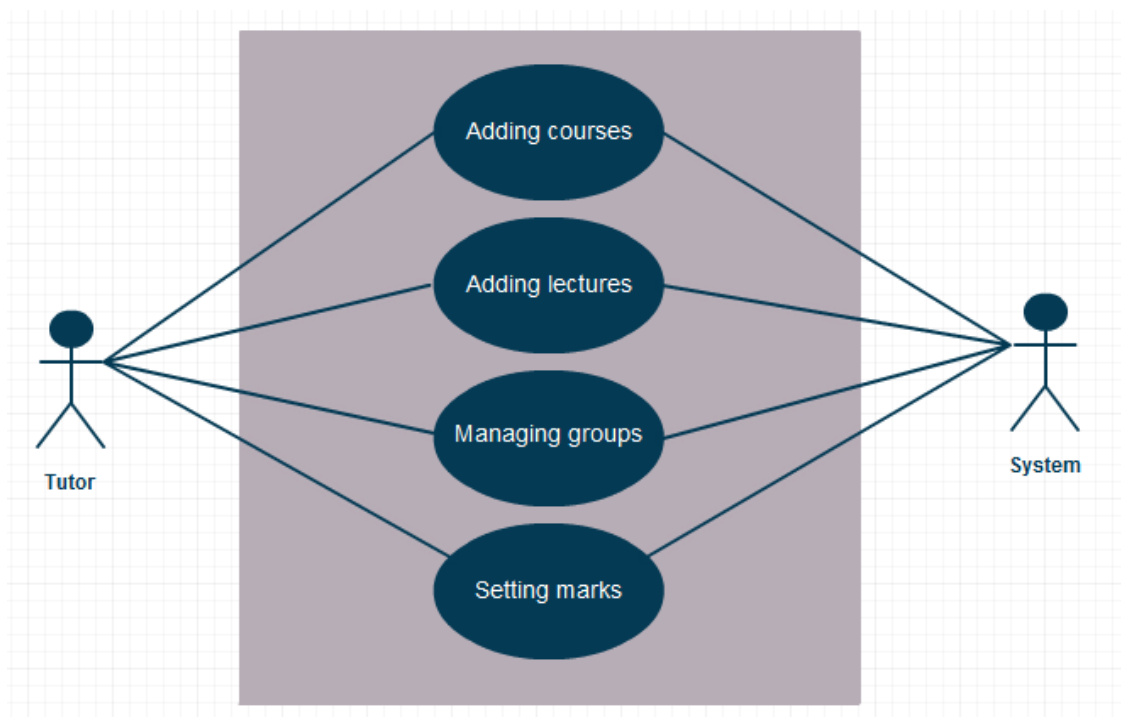 Adding courses
Adding lectures
Managing groups
Setting marks
Tutor
System